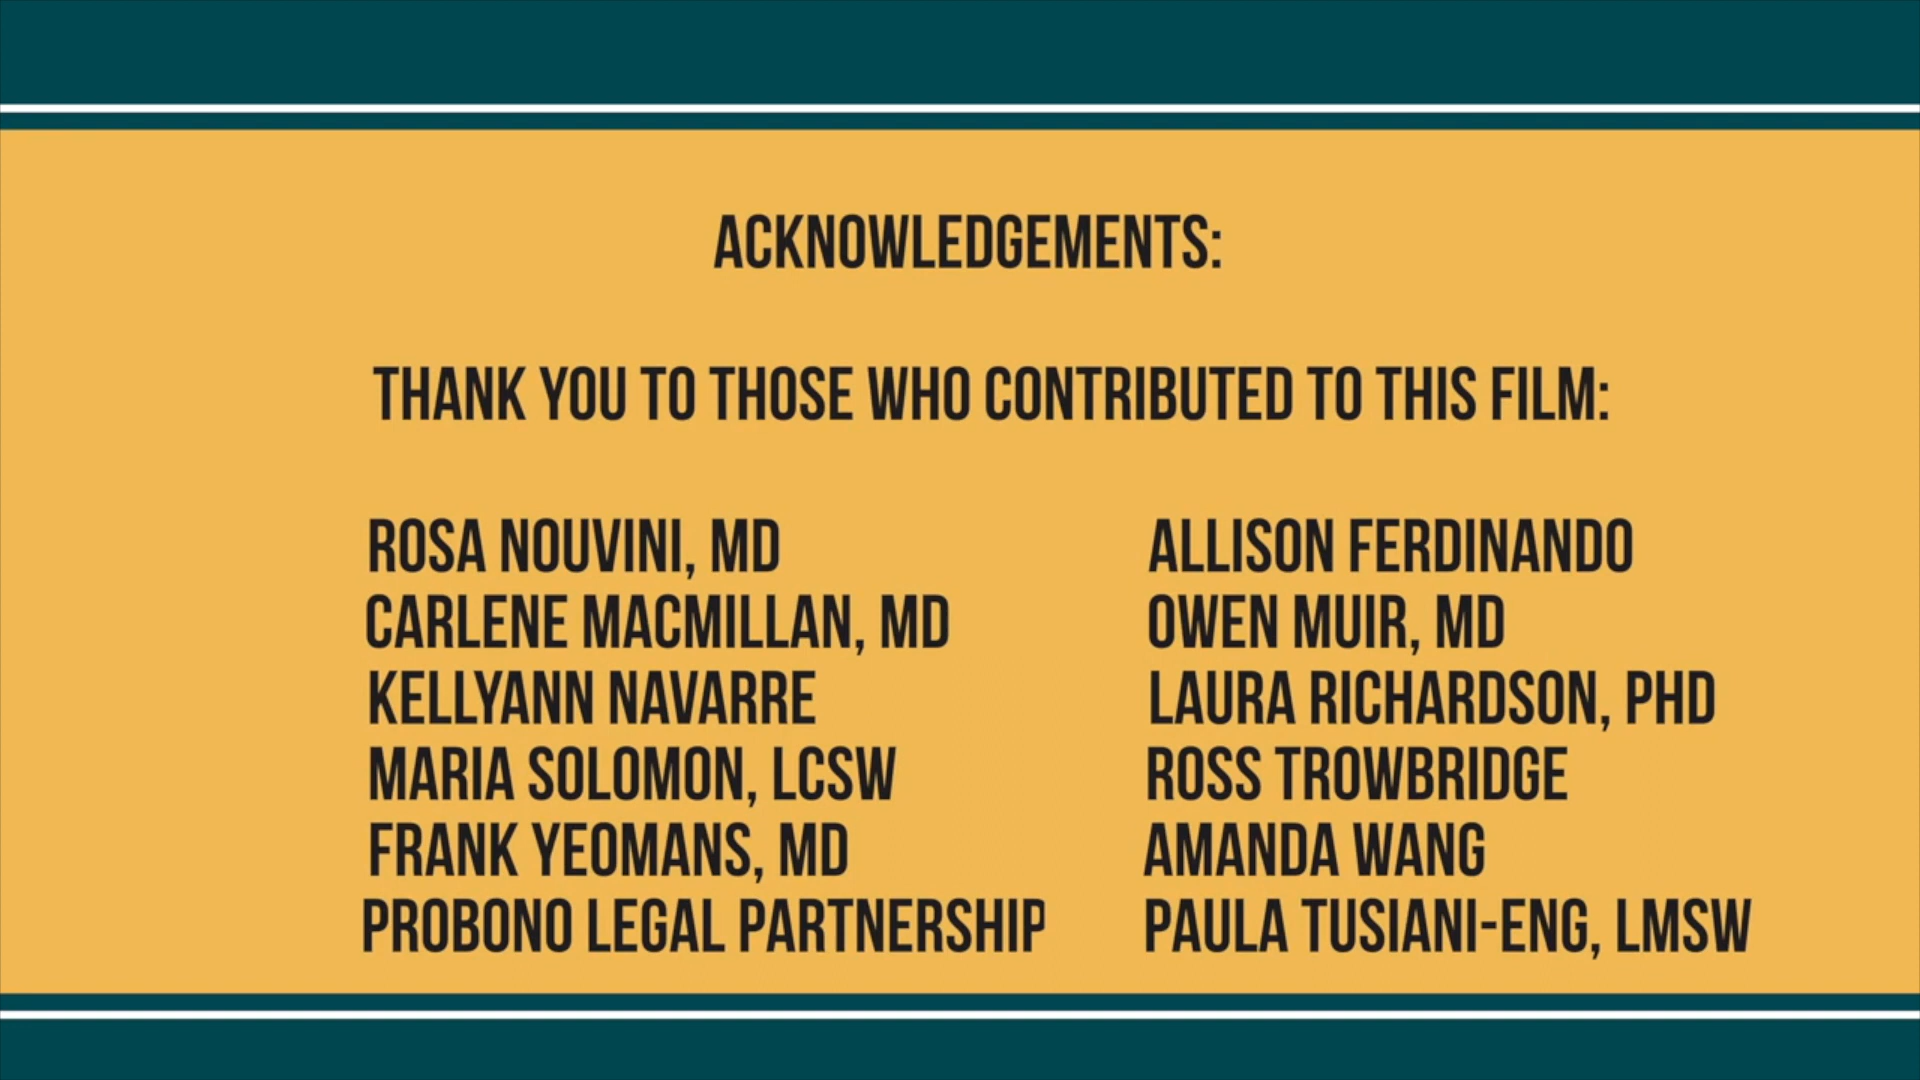 ACKNOWLEDGEMENTS:
THANK YOU TO THOSE WHO CONTRIBUTED TO THIS FILM:
ROSA NOUVINI, MD
CARLENE MACMILLAN, MD
KELLYANN NAVARRE
MARIA SOLOMON, LCSW
FRANK YEOMANS, MD
PROBONO LEGAL PARTNERSHIP
ALLISON FERDINANDO
OWEN MUIR, MD
LAURA RICHARDSON, PHD
ROSS TROWBRIDGE
AMANDA WANG
PAULA TUSIANI-ENG, LMSW